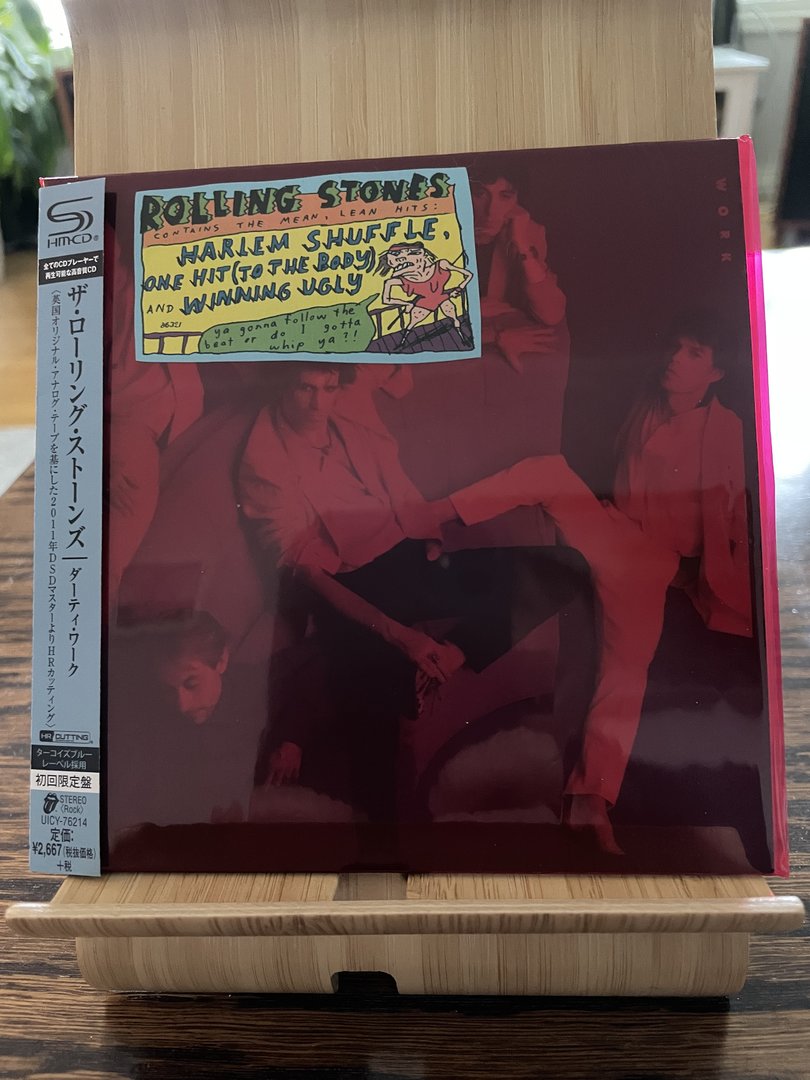 SHM-CD®
全てのCDプレーヤーで
再生可能な高音質CD
ザ・ローリング・ストーンズ│ダーティ・ワーク
〈英国オリジナル・アナログ・テープを基にした2011年DSDマスターよりHRカッティング〉
HR CUTTING
ターコイズブルー
レーベル採用
初回限定盤
STEREO
〈Rock〉
UICY-76214
定価:
¥2,667(税抜価格)
+税
ROLLING STONES
CONTAINS THE MEAN, LEAN HITS:
HARLEM SHUFFLE,
ONE HIT (TO THE BODY)
AND WINNING UGLY
86321
ya gonna follow the
beat or do I gotta
whip ya?!
WORK